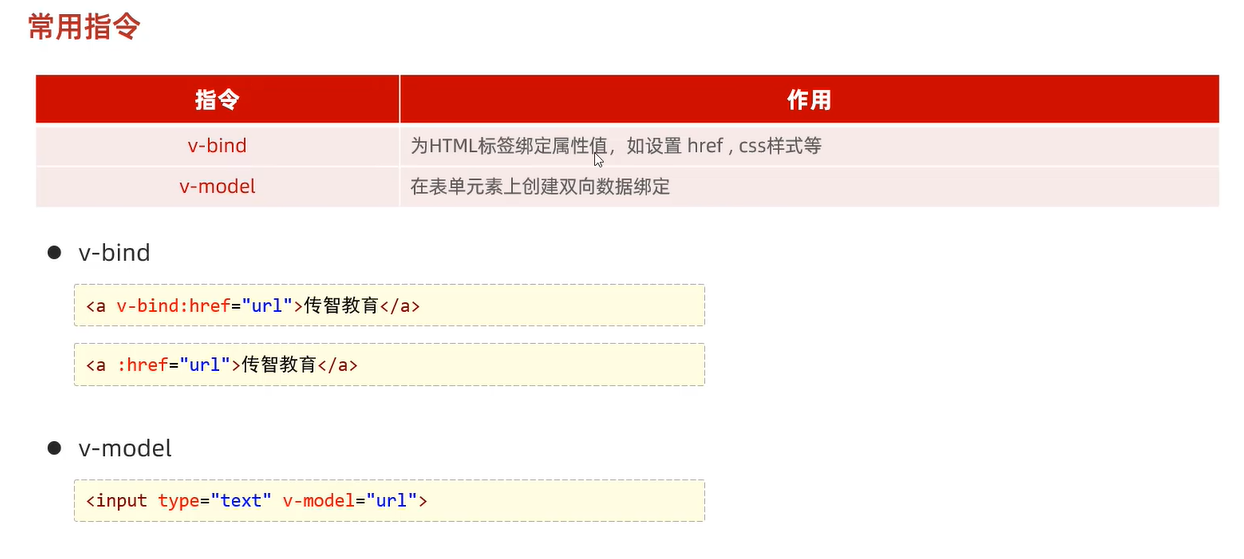 常用指令
指令 作用
v-bind 为HTML标签绑定属性值，如设置 href , css样式等
v-model 在表单元素上创建双向数据绑定
● v-bind
<a v-bind:href="url">传智教育</a>
<a :href="url">传智教育</a>
● v-model
<input type="text" v-model="url">